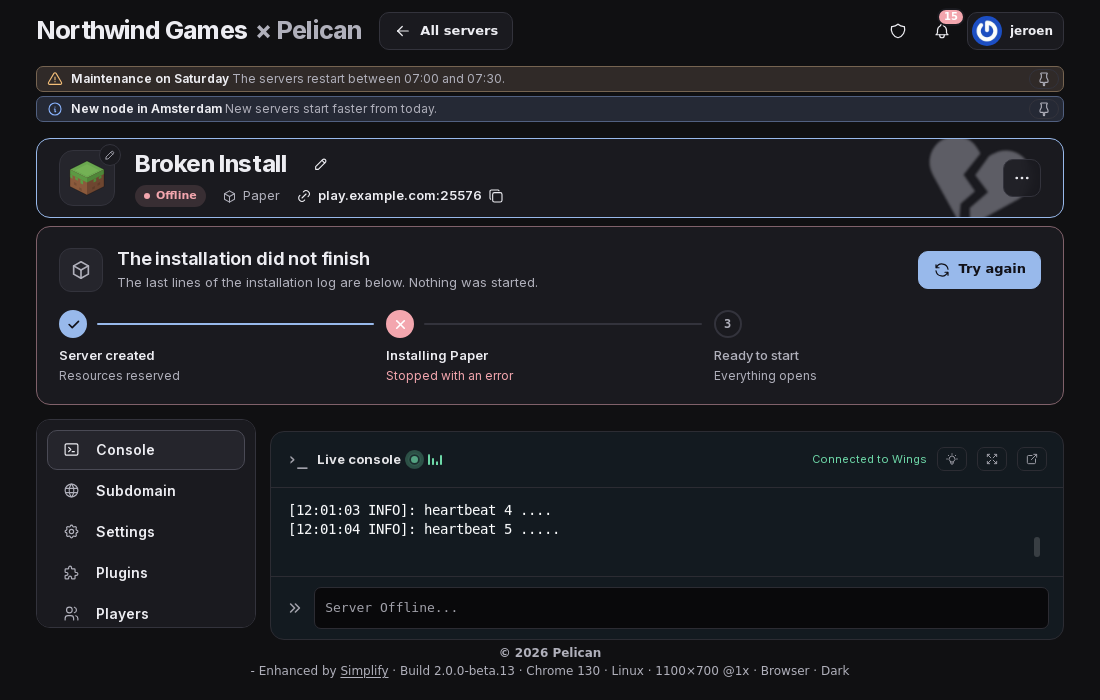 Northwind Games × Pelican
All servers
15
jeroen
Maintenance on Saturday The servers restart between 07:00 and 07:30.
New node in Amsterdam New servers start faster from today.
Broken Install
Offline
Paper
play.example.com:25576
The installation did not finish
The last lines of the installation log are below. Nothing was started.
Try again
3
Server created
Installing Paper
Ready to start
Resources reserved
Stopped with an error
Everything opens
Console
Subdomain
Settings
Plugins
Players
Live console
Connected to Wings
[12:01:03 INFO]: heartbeat 4 ....
[12:01:04 INFO]: heartbeat 5 .....
Server Offline...
© 2026 Pelican
- Enhanced by Simplify · Build 2.0.0-beta.13 · Chrome 130 · Linux · 1100×700 @1x · Browser · Dark